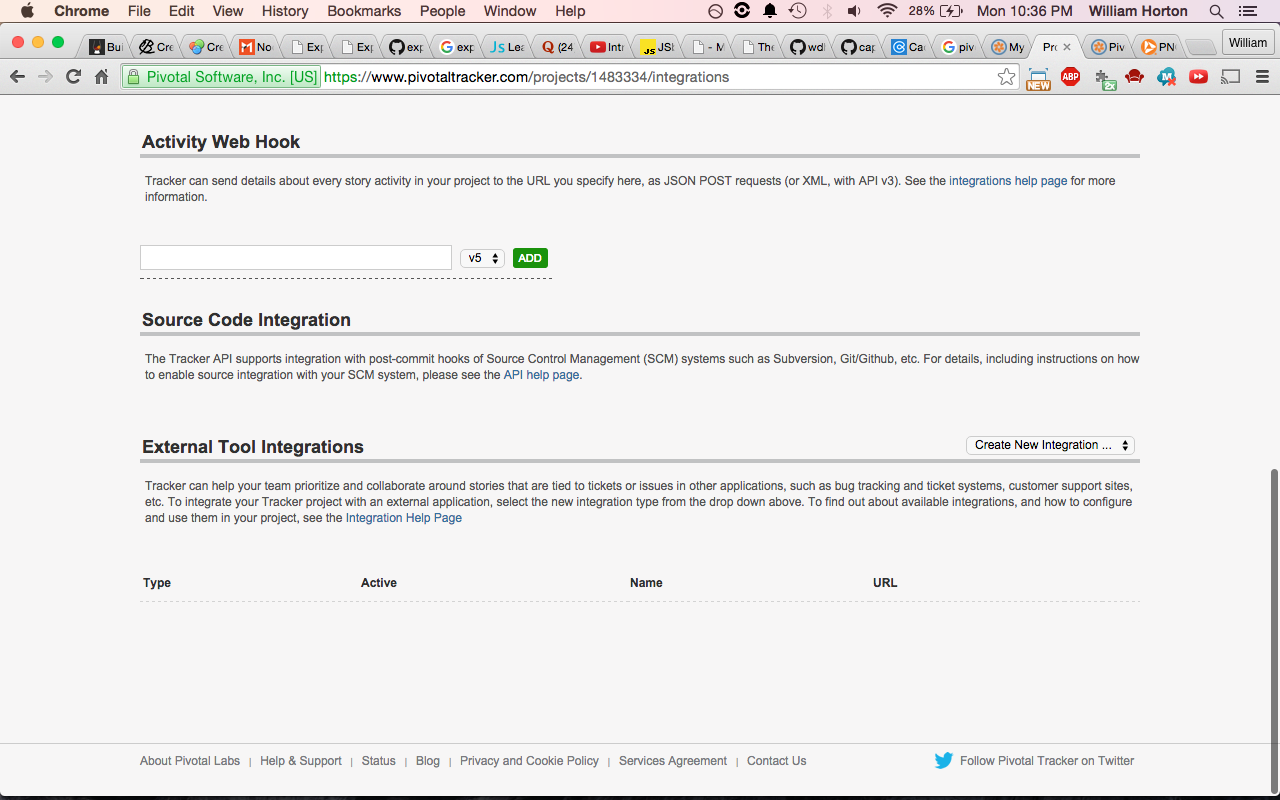 Chrome File Edit View History Bookmarks People Window Help 28% Mon 10:36 PM William Horton
Bui Cre Cre No Exp Exp exp exp Lea (24 Intr JSI - M The wdl cap Ca piv My Pro Piv PNG William
Pivotal Software, Inc. [US] https://www.pivotaltracker.com/projects/1483334/integrations NEW ABP 2x
Activity Web Hook
Tracker can send details about every story activity in your project to the URL you specify here, as JSON POST requests (or XML, with API v3). See the integrations help page for more
information.
v5 ADD
Source Code Integration
The Tracker API supports integration with post-commit hooks of Source Control Management (SCM) systems such as Subversion, Git/Github, etc. For details, including instructions on how
to enable source integration with your SCM system, please see the API help page.
External Tool Integrations Create New Integration ...
Tracker can help your team prioritize and collaborate around stories that are tied to tickets or issues in other applications, such as bug tracking and ticket systems, customer support sites,
etc. To integrate your Tracker project with an external application, select the new integration type from the drop down above. To find out about available integrations, and how to configure
and use them in your project, see the Integration Help Page
Type Active Name URL
About Pivotal Labs | Help & Support | Status | Blog | Privacy and Cookie Policy | Services Agreement | Contact Us Follow Pivotal Tracker on Twitter